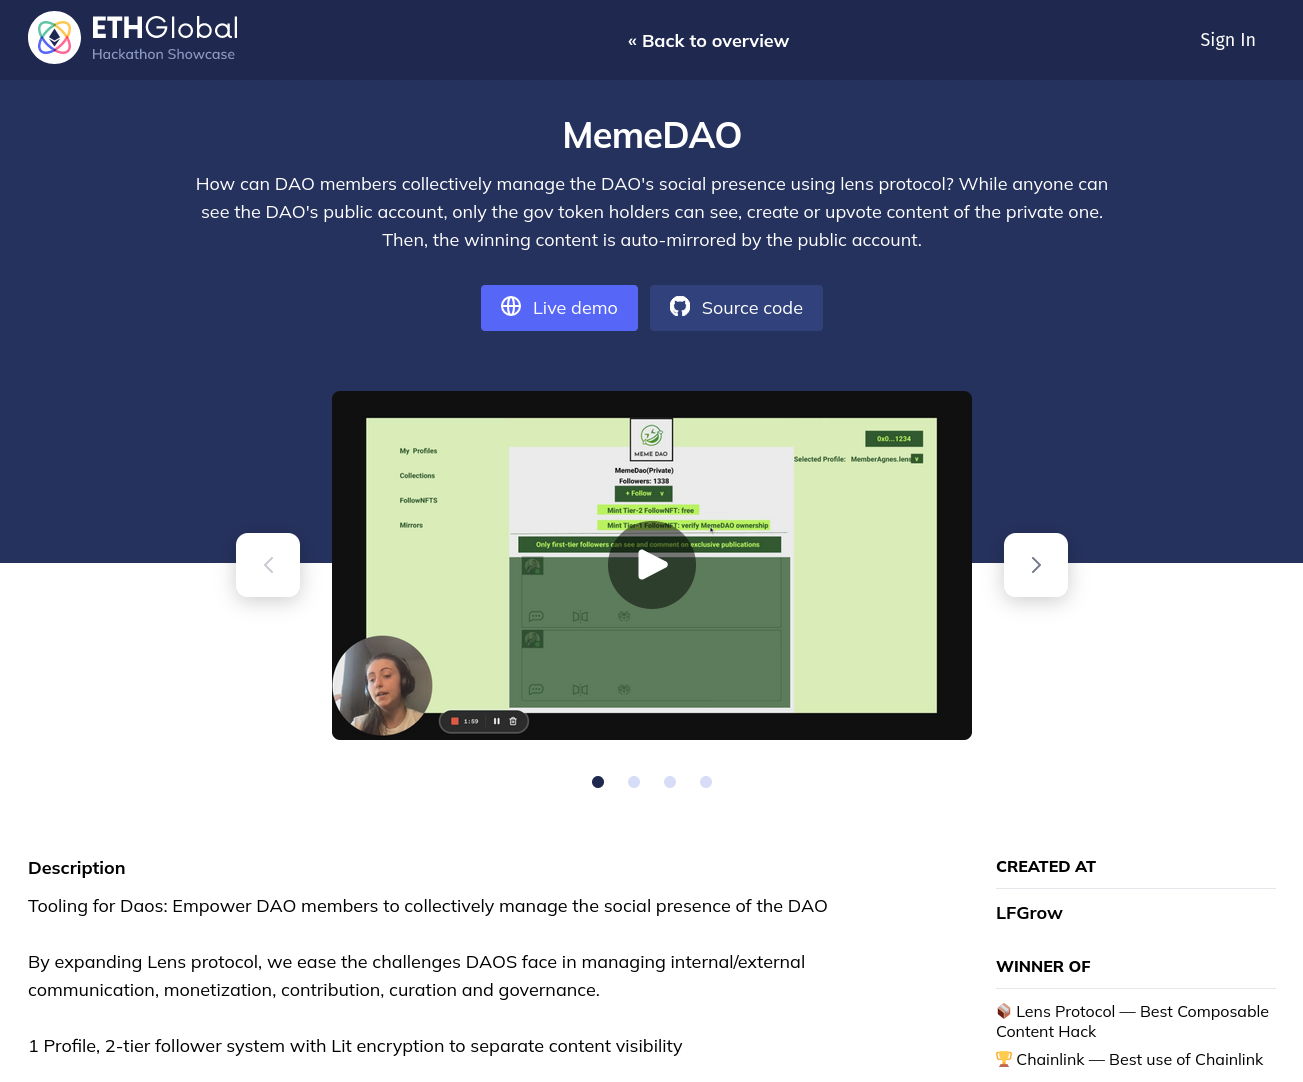 ETHGlobal
Hackathon Showcase
« Back to overview
Sign In
MemeDAO
How can DAO members collectively manage the DAO's social presence using lens protocol? While anyone can
see the DAO's public account, only the gov token holders can see, create or upvote content of the private one.
Then, the winning content is auto-mirrored by the public account.
Live demo
Source code
My Profiles
Collections
FollowNFTS
Mirrors
MEME DAO
MemeDao(Private)
Followers: 1338
+ Follow v
Mint Tier-2 FollowNFT: free
Mint Tier-1 FollowNFT: verify MemeDAO ownership
Only first-tier followers can see and comment on exclusive publications
0x0...1234
Selected Profile: MemberAgnes.lens v
1:59
Description
Tooling for Daos: Empower DAO members to collectively manage the social presence of the DAO
By expanding Lens protocol, we ease the challenges DAOS face in managing internal/external
communication, monetization, contribution, curation and governance.
1 Profile, 2-tier follower system with Lit encryption to separate content visibility
CREATED AT
LFGrow
WINNER OF
Lens Protocol — Best Composable
Content Hack
Chainlink — Best use of Chainlink